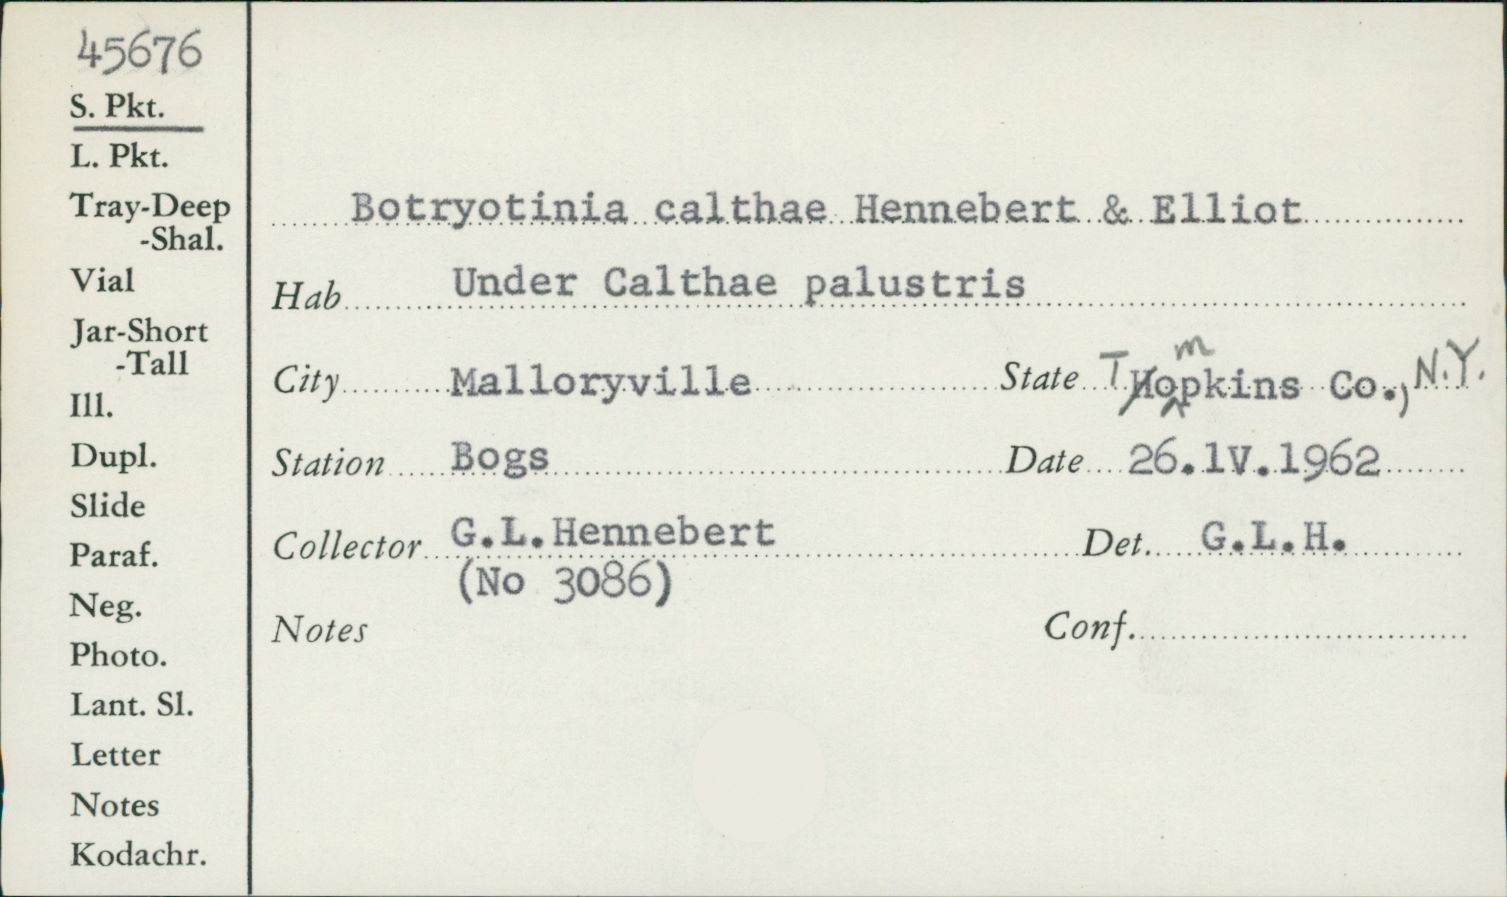 45676
S. Pkt.
L. Pkt.
Tray-Deep
-Shal.
Vial
Jar-Short
-Tall
Ill.
Dupl.
Slide
Paraf.
Neg.
Photo.
Lant. Sl.
Letter
Notes
Kodachr.
Botryotinia calthae Hennebert & Elliot
Hab Under Calthae palustris
City Malloryville State Tompkins Co., N.Y.
Station Bogs Date 26.1V.1962
Collector G.L.Hennebert Det. G.L.H.
(No 3086)
Notes Conf.